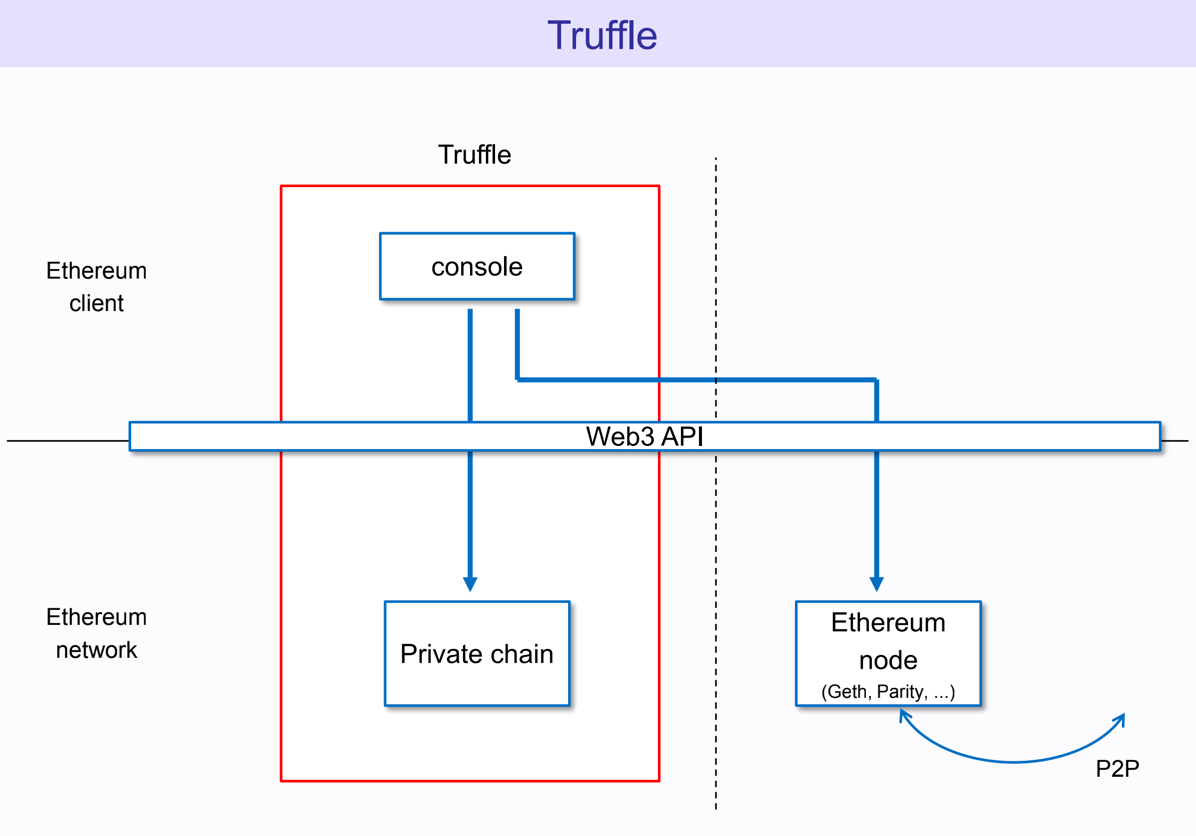 Truffle
Truffle
Ethereum
client
console
Web3 API
Ethereum
network
Private chain
Ethereum
node
(Geth, Parity, ...)
P2P